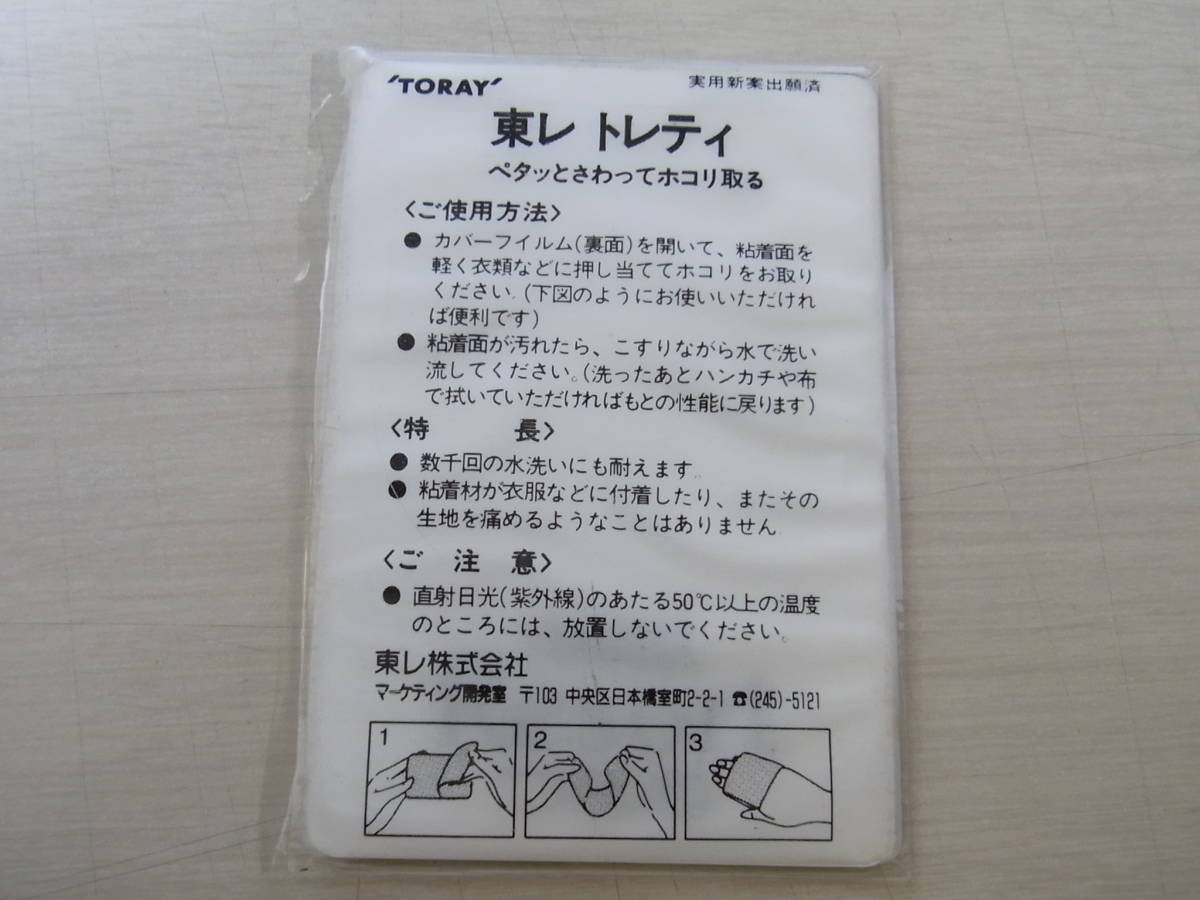 'TORAY'
実用新案出願済
東レ トレティ
ペタッとさわってホコリ取る
〈ご使用方法〉
● カバーフイルム(裏面)を開いて、粘着面を
軽く衣類などに押し当ててホコリをお取り
ください。(下図のようにお使いいただけれ
ば便利です)
● 粘着面が汚れたら、こすりながら水で洗い
流してください。(洗ったあとハンカチや布
で拭いていただければもとの性能に戻ります)
〈特 長〉
● 数千回の水洗いにも耐えます。
● 粘着材が衣服などに付着したり、またその
生地を痛めるようなことはありません
〈ご 注 意〉
● 直射日光(紫外線)のあたる50℃以上の温度
のところには、放置しないでください。
東レ株式会社
マーケティング開発室 〒103 中央区日本橋室町2-2-1 ☎(245)-5121
1
2
3